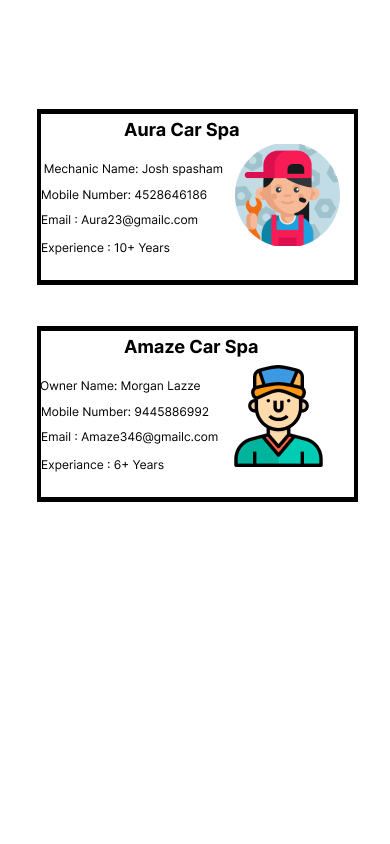 Aura Car Spa
Mechanic Name: Josh spasham
Mobile Number: 4528646186
Email : Aura23@gmailc.com
Experience : 10+ Years
Amaze Car Spa
Owner Name: Morgan Lazze
Mobile Number: 9445886992
Email : Amaze346@gmailc.com
Experiance : 6+ Years